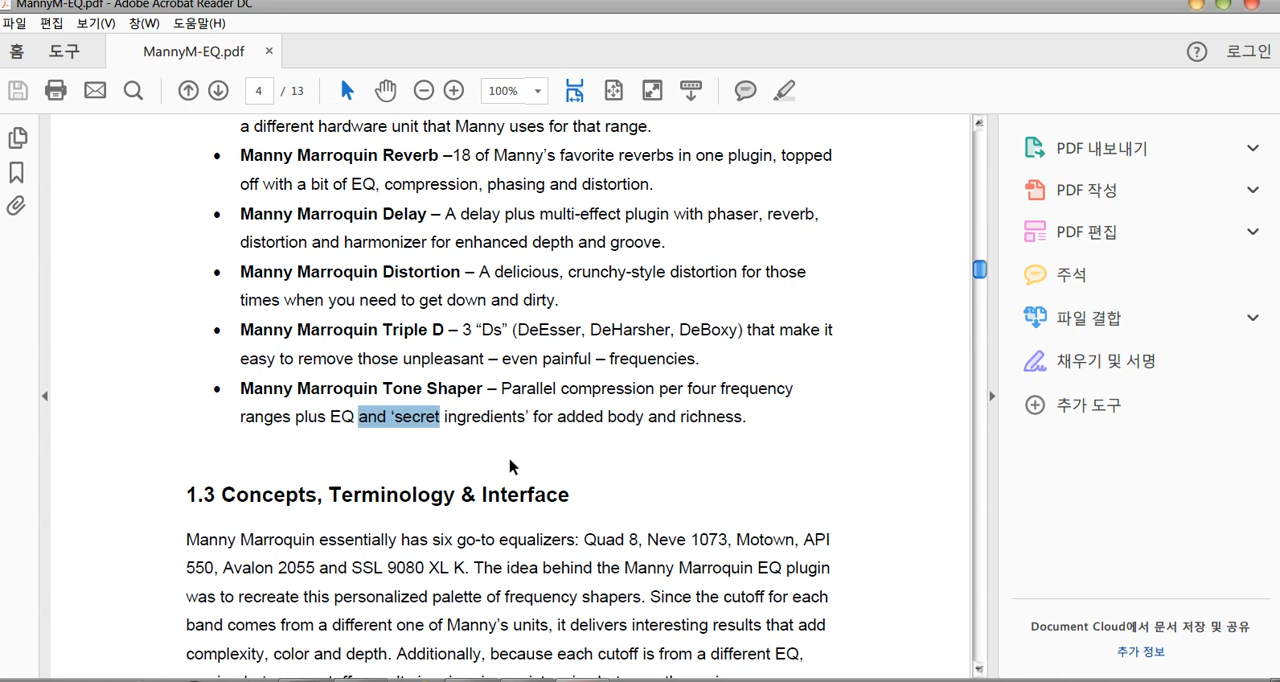 MannyM-EQ.pdf - Adobe Acrobat Reader DC
파일 편집 보기(V) 창(W) 도움말(H)
홈 도구 MannyM-EQ.pdf × ? 로그인
4 / 13 100%
a different hardware unit that Manny uses for that range.
• Manny Marroquin Reverb –18 of Manny’s favorite reverbs in one plugin, topped
off with a bit of EQ, compression, phasing and distortion.
• Manny Marroquin Delay – A delay plus multi-effect plugin with phaser, reverb,
distortion and harmonizer for enhanced depth and groove.
• Manny Marroquin Distortion – A delicious, crunchy-style distortion for those
times when you need to get down and dirty.
• Manny Marroquin Triple D – 3 “Ds” (DeEsser, DeHarsher, DeBoxy) that make it
easy to remove those unpleasant – even painful – frequencies.
• Manny Marroquin Tone Shaper – Parallel compression per four frequency
ranges plus EQ and ‘secret ingredients’ for added body and richness.
1.3 Concepts, Terminology & Interface
Manny Marroquin essentially has six go-to equalizers: Quad 8, Neve 1073, Motown, API
550, Avalon 2055 and SSL 9080 XL K. The idea behind the Manny Marroquin EQ plugin
was to recreate this personalized palette of frequency shapers. Since the cutoff for each
band comes from a different one of Manny’s units, it delivers interesting results that add
complexity, color and depth. Additionally, because each cutoff is from a different EQ,
PDF 내보내기
PDF 작성
PDF 편집
주석
파일 결합
채우기 및 서명
추가 도구
Document Cloud에서 문서 저장 및 공유
추가 정보